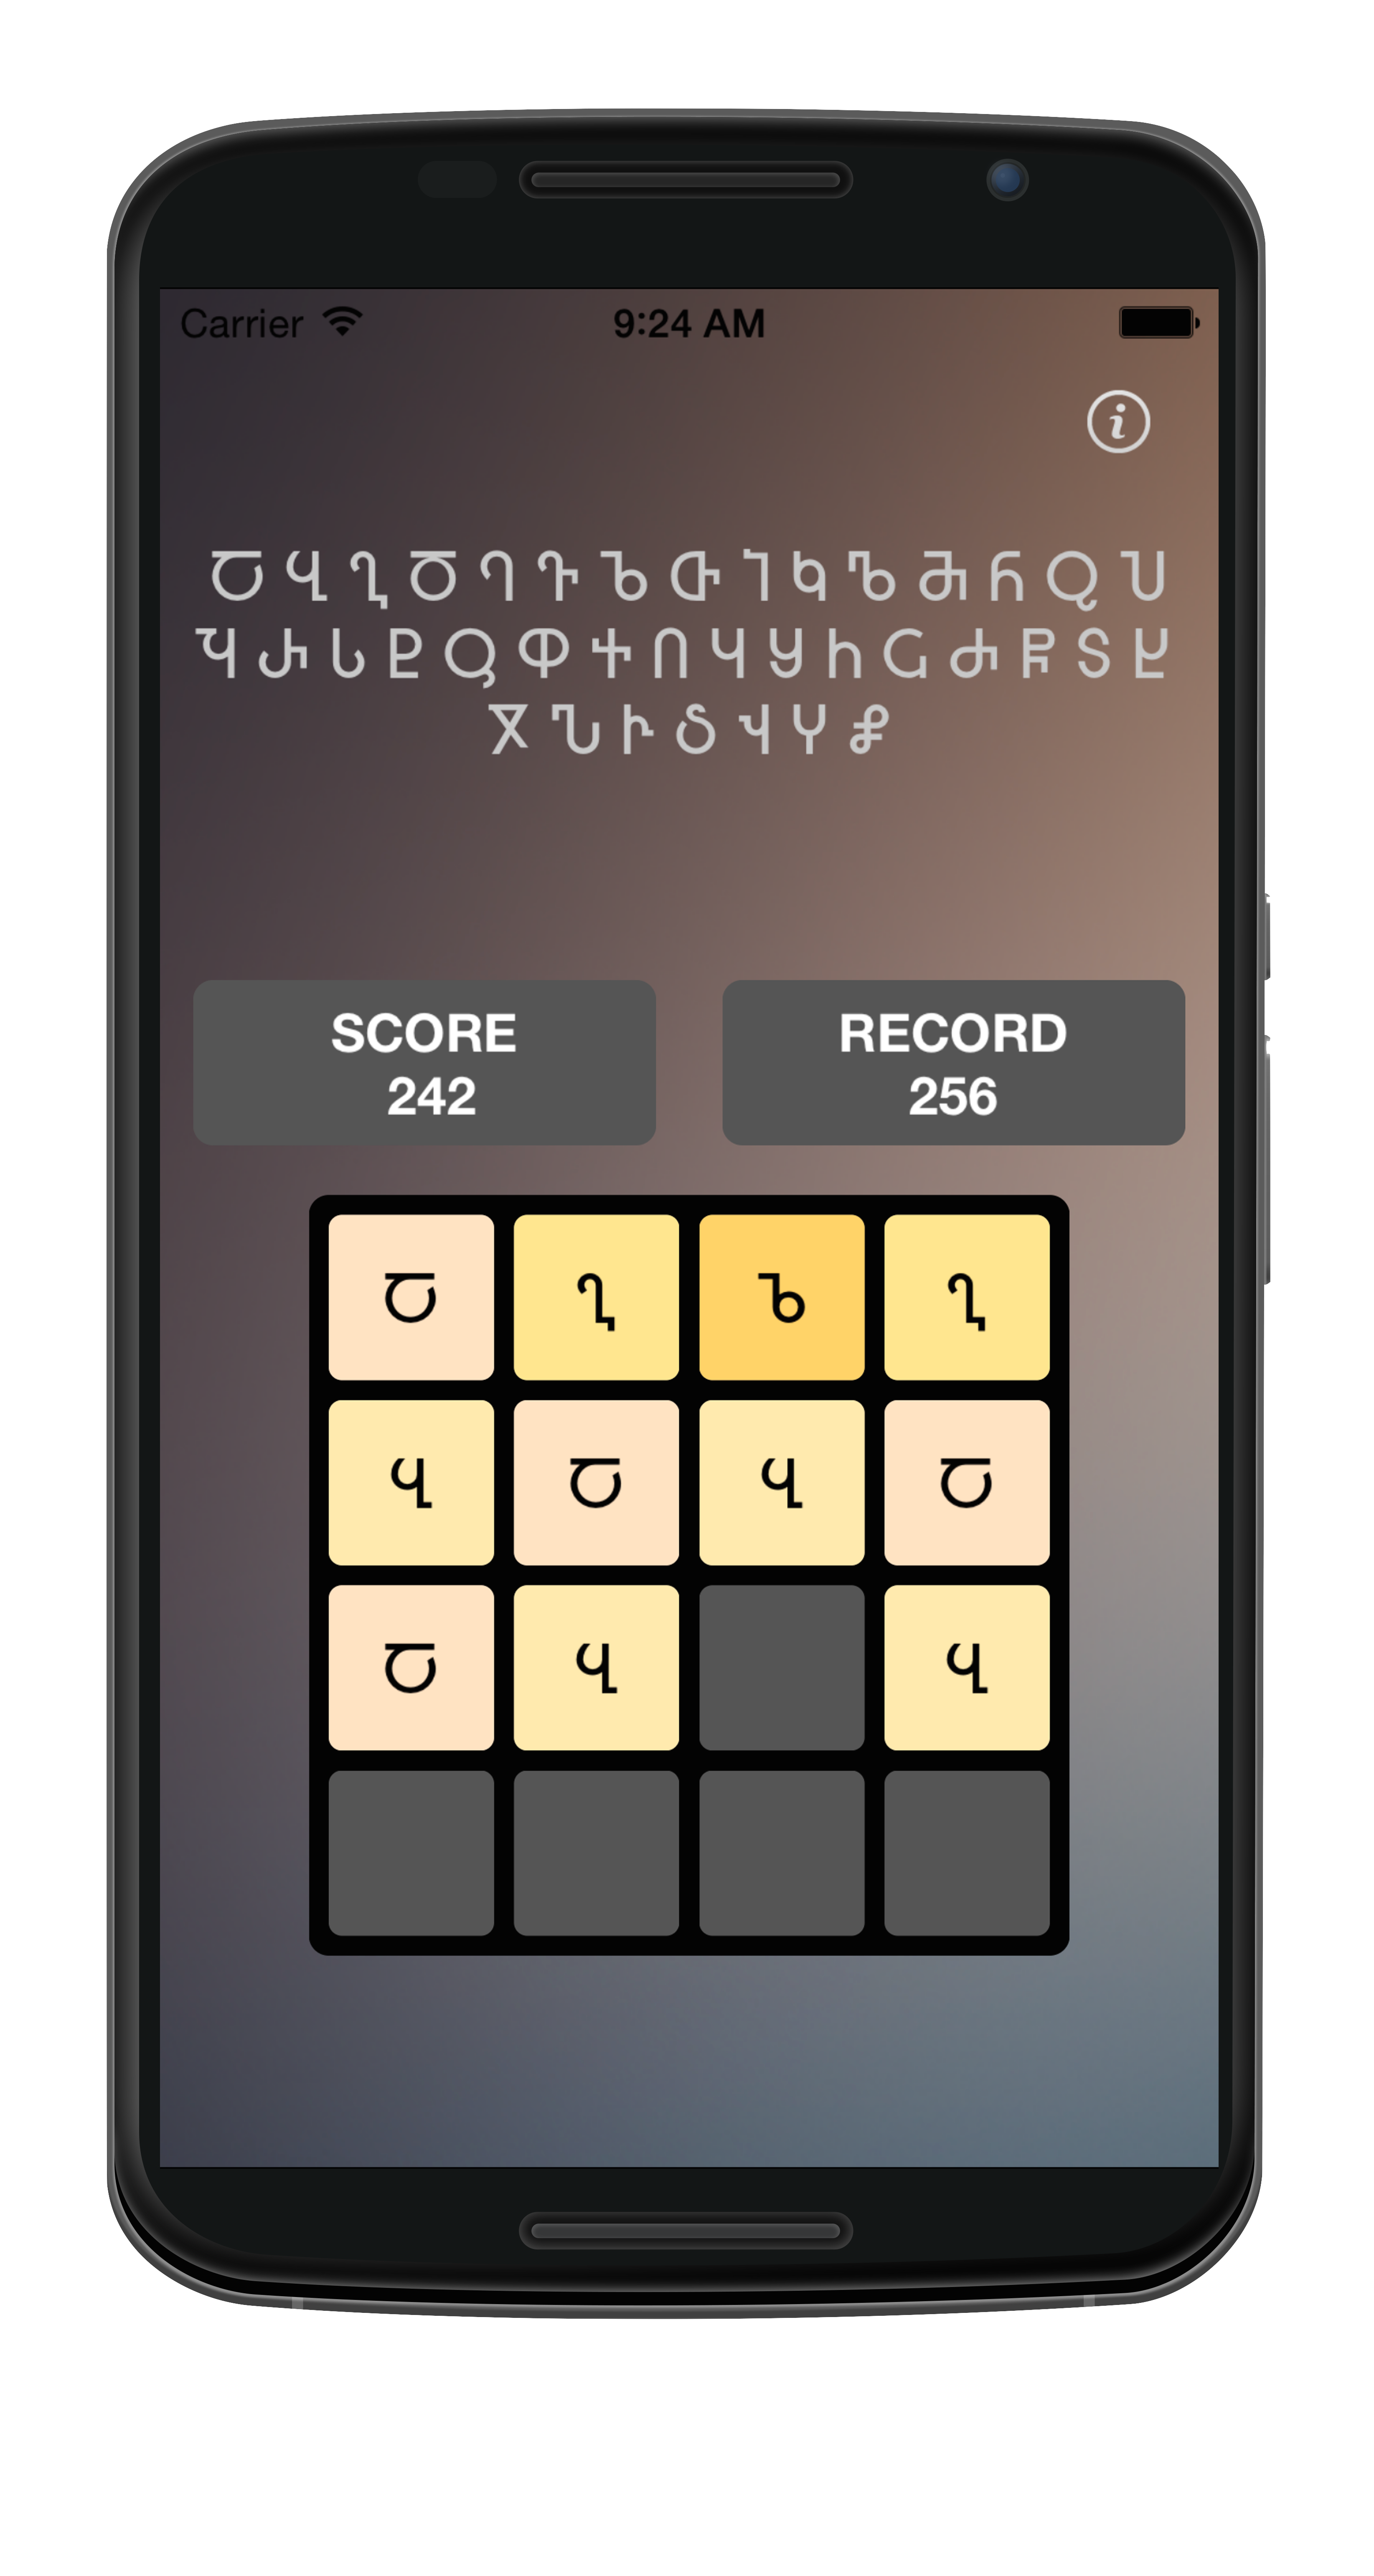 Carrier 9:24 AM
i
Ⴀ Ⴁ Ⴂ Ⴃ Ⴄ Ⴅ Ⴆ Ⴇ Ⴈ Ⴉ Ⴊ Ⴋ Ⴌ Ⴍ Ⴎ
Ⴏ Ⴐ Ⴑ Ⴒ Ⴓ Ⴔ Ⴕ Ⴖ Ⴗ Ⴘ Ⴙ Ⴚ Ⴛ Ⴜ Ⴝ Ⴞ
Ⴟ Ⴠ Ⴡ Ⴢ Ⴣ Ⴤ Ⴥ
SCORE RECORD
242 256
Ⴀ Ⴂ Ⴆ Ⴂ
Ⴁ Ⴀ Ⴁ Ⴀ
Ⴀ Ⴁ Ⴁ